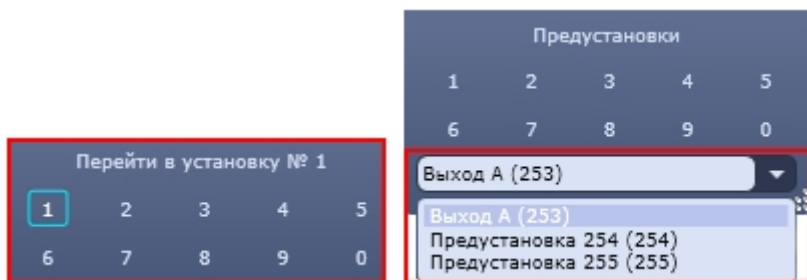 Перейти в установку № 1
1 2 3 4 5
6 7 8 9 0
Предустановки
1 2 3 4 5
6 7 8 9 0
Выход А (253)
Выход А (253)
Предустановка 254 (254)
Предустановка 255 (255)